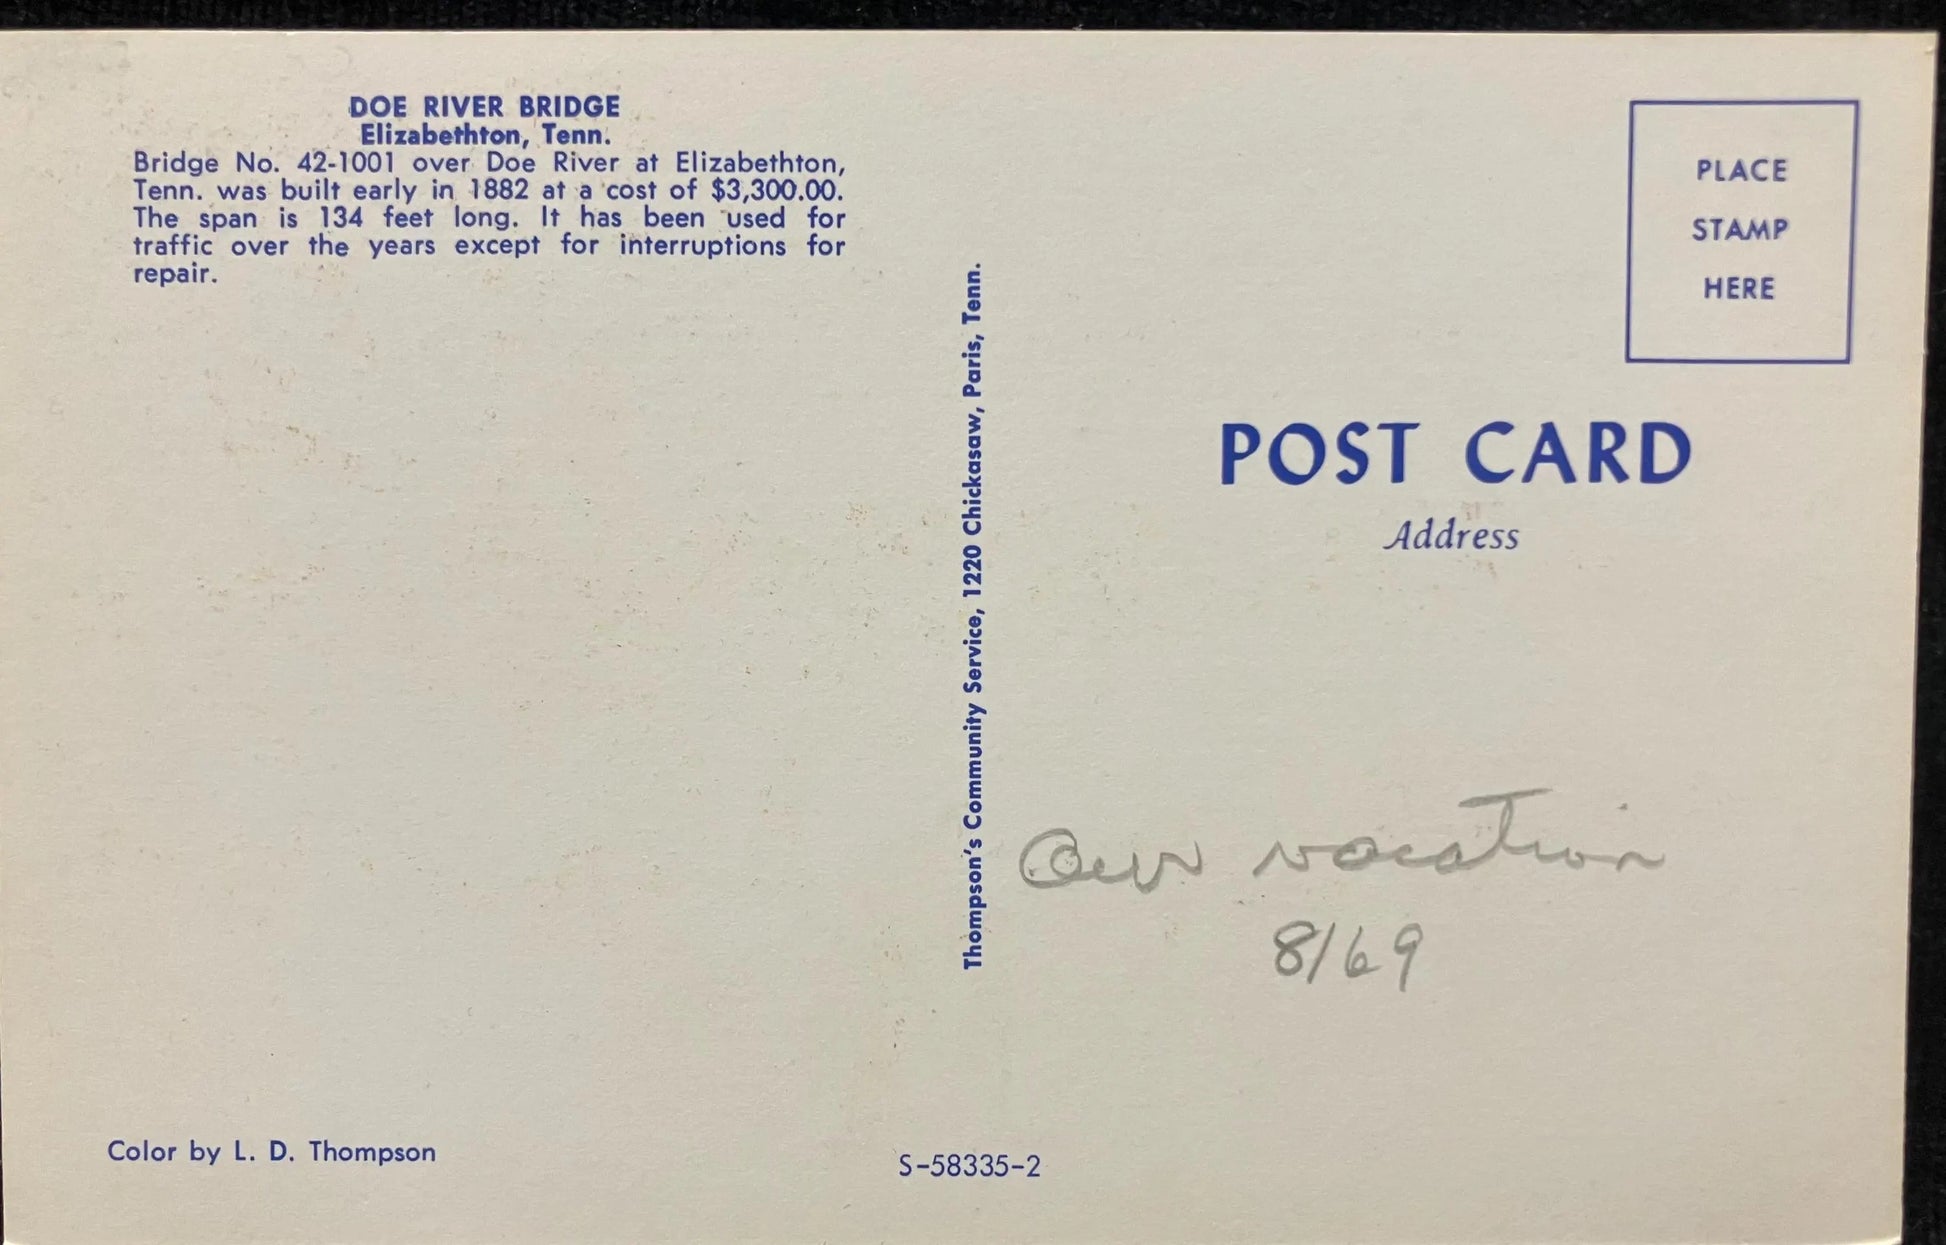 DOE RIVER BRIDGE
Elizabethton, Tenn.
Bridge No. 42-1001 over Doe River at Elizabethton,
Tenn. was built early in 1882 at a cost of $3,300.00.
The span is 134 feet long. It has been used for
traffic over the years except for interruptions for
repair.
Color by L. D. Thompson
Thompson's Community Service, 1220 Chickasaw, Paris, Tenn.
S-58335-2
PLACE
STAMP
HERE
POST CARD
Address
Our vacation
8/69